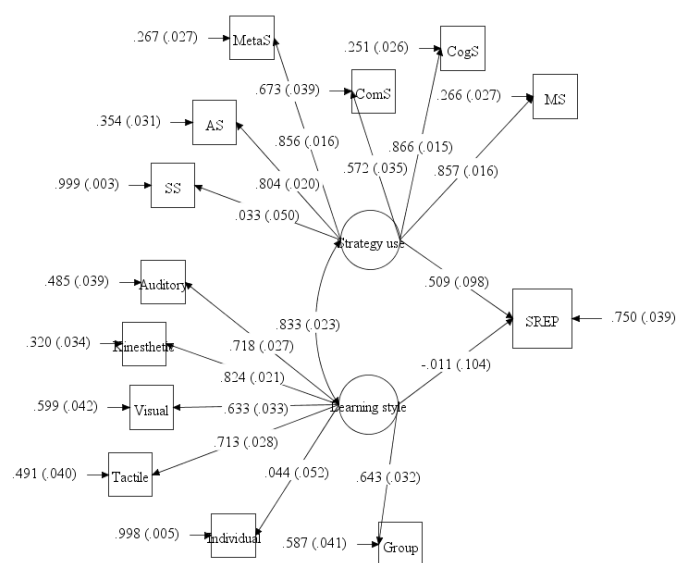 .267 (.027)
MetaS
.251 (.026)
CogS
.673 (.039)
ComS
.266 (.027)
MS
.354 (.031)
AS
.856 (.016)
.866 (.015)
.572 (.035)
.857 (.016)
.999 (.003)
SS
.804 (.020)
.033 (.050)
Strategy use
.485 (.039)
Auditory
.509 (.098)
.833 (.023)
SREP
.750 (.039)
.320 (.034)
Kinesthetic
.718 (.027)
.824 (.021)
-.011 (.104)
.599 (.042)
Visual
.633 (.033)
Learning style
.713 (.028)
.491 (.040)
Tactile
.044 (.052)
.643 (.032)
.998 (.005)
Individual
.587 (.041)
Group